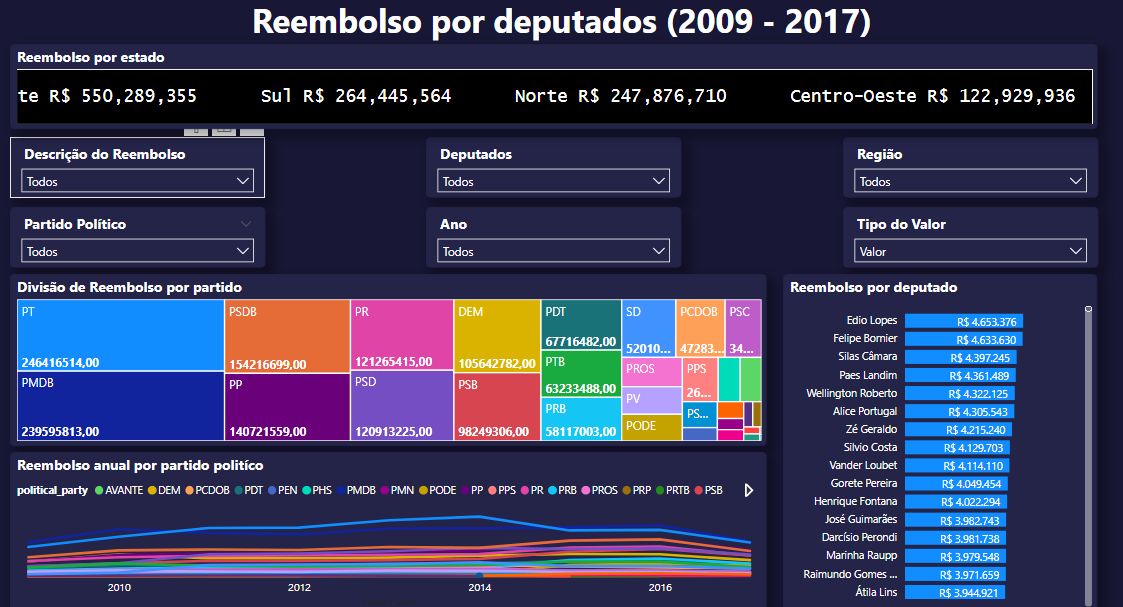 Reembolso por deputados (2009 - 2017)
Reembolso por estado
te R$ 550,289,355 Sul R$ 264,445,564 Norte R$ 247,876,710 Centro-Oeste R$ 122,929,936
Descrição do Reembolso
Todos
Deputados
Todos
Região
Todos
Partido Político
Todos
Ano
Todos
Tipo do Valor
Valor
Divisão de Reembolso por partido
PT
246416514,00
PMDB
239595813,00
PSDB
154216699,00
PP
140721559,00
PR
121265415,00
PSD
120913225,00
DEM
105642782,00
PSB
98249306,00
PDT
67716482,00
PTB
63233488,00
PRB
58117003,00
SD
52010...
PCDOB
47283...
PSC
34...
PROS
PV
PODE
PPS
26...
PS...
Reembolso anual por partido politíco
political_party AVANTE DEM PCDOB PDT PEN PHS PMDB PMN PODE PP PPS PR PRB PROS PRP PRTB PSB
2010 2012 2014 2016
Reembolso por deputado
Edio Lopes R$ 4.653.376
Felipe Bornier R$ 4.633.630
Silas Câmara R$ 4.397.245
Paes Landim R$ 4.361.489
Wellington Roberto R$ 4.322.125
Alice Portugal R$ 4.305.543
Zé Geraldo R$ 4.215.240
Silvio Costa R$ 4.129.703
Vander Loubet R$ 4.114.110
Gorete Pereira R$ 4.049.454
Henrique Fontana R$ 4.022.294
José Guimarães R$ 3.982.743
Darcísio Perondi R$ 3.981.738
Marinha Raupp R$ 3.979.548
Raimundo Gomes ... R$ 3.971.659
Átila Lins R$ 3.944.921